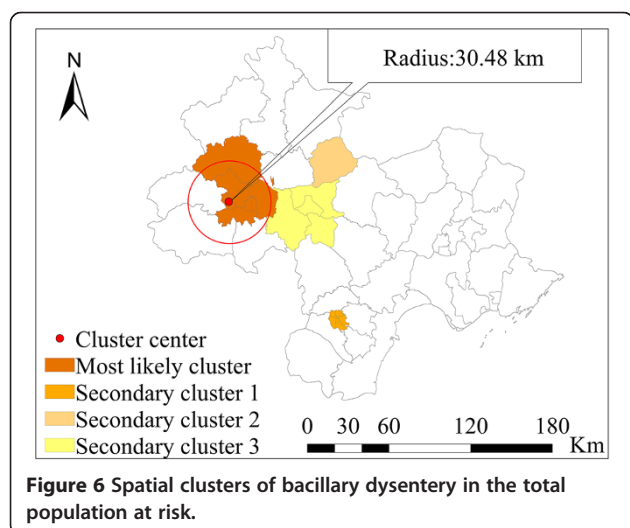 Radius:30.48 km
N
Cluster center
Most likely cluster
Secondary cluster 1
Secondary cluster 2
Secondary cluster 3
0 30 60 120 180
Km
Figure 6 Spatial clusters of bacillary dysentery in the total
population at risk.